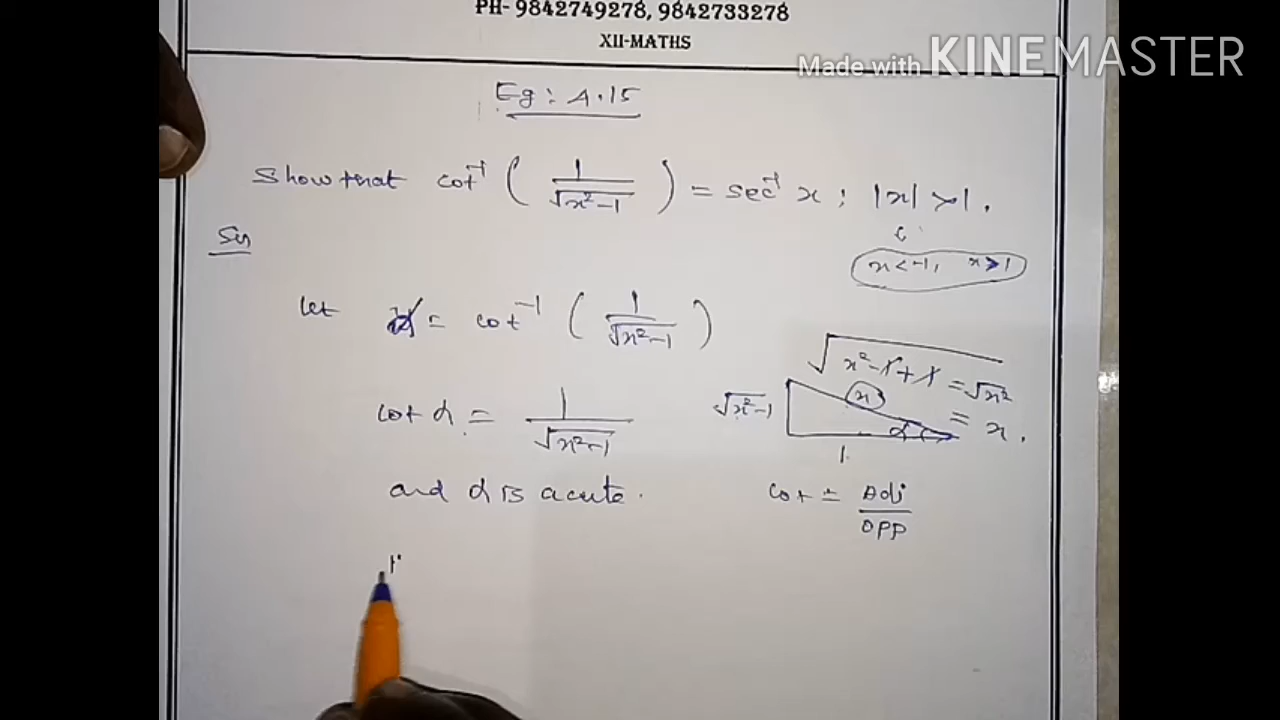 PH- 9842749278, 9842733278
XII-MATHS
Made with KINEMASTER
Eg: 4.15
Show that cot⁻¹ ( 1 / √(x²-1) ) = sec⁻¹ x ; |x| > 1.
x < -1, x > 1
Let α = cot⁻¹ ( 1 / √(x²-1) )
√(x² - 1 + 1) = √x²
= x.
x
√(x²-1)
α
1
cot α = 1 / √(x²-1)
and α is acute.
cot = Adj / OPP